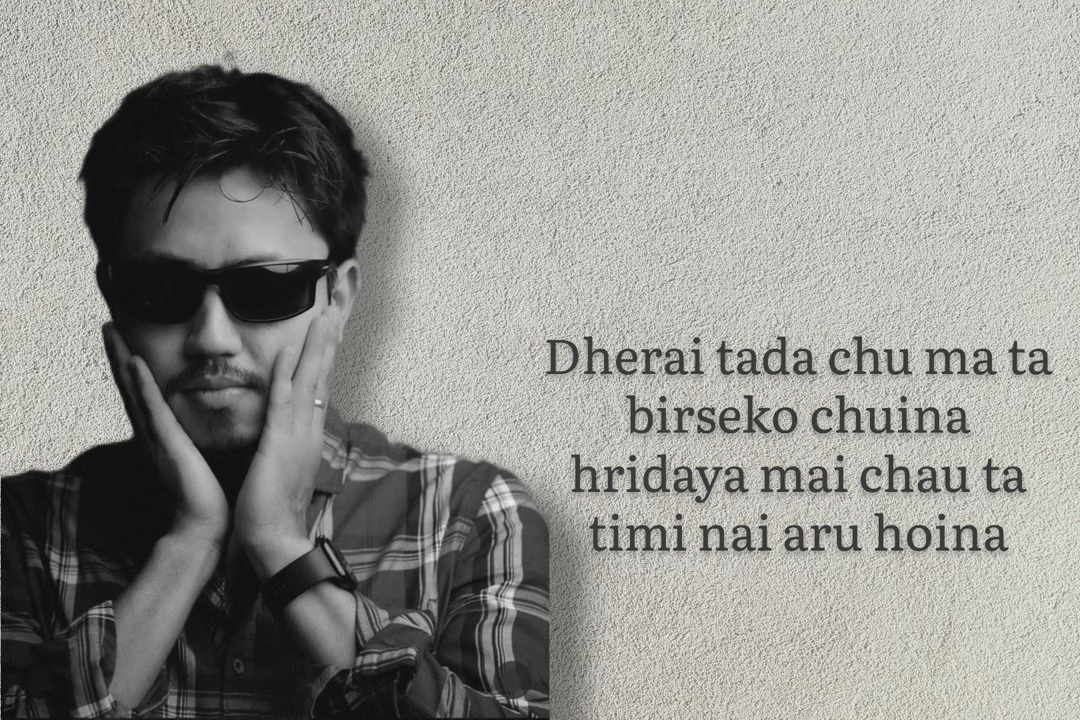 Dherai tada chu ma ta
birseko chuina
hridaya mai chau ta
timi nai aru hoina